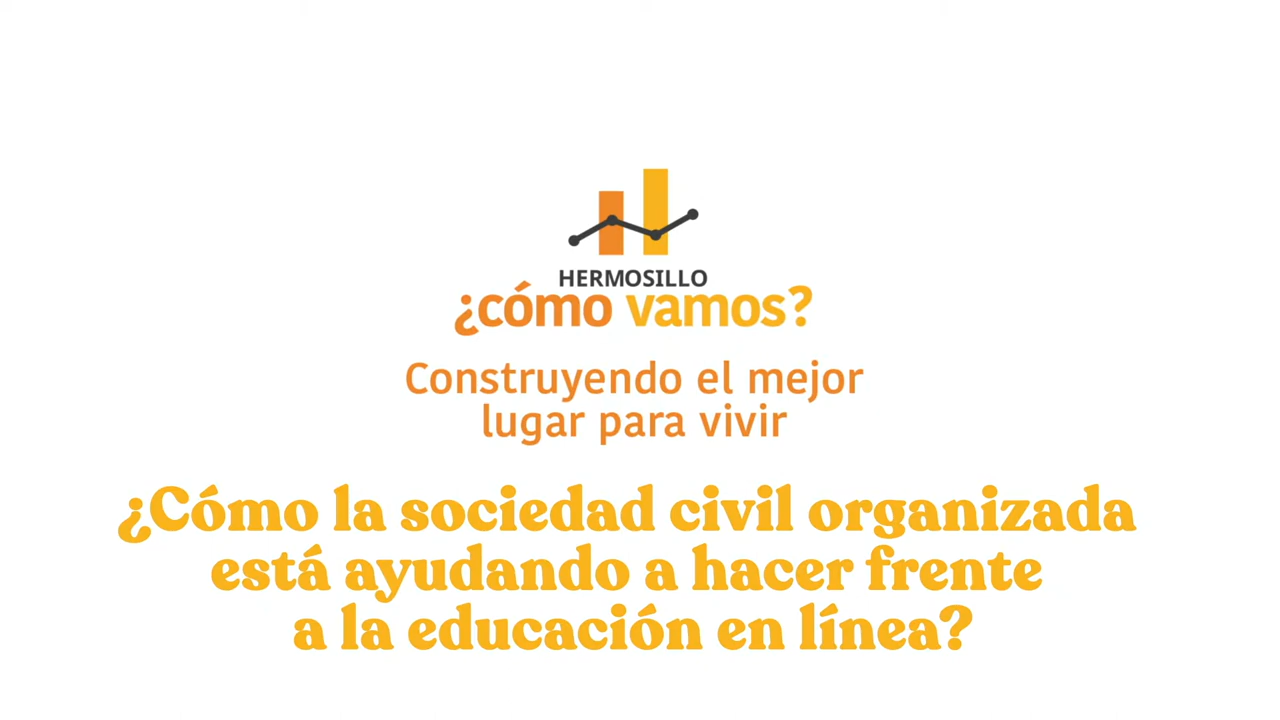 HERMOSILLO
¿cómo vamos?
Construyendo el mejor
lugar para vivir
¿Cómo la sociedad civil organizada
está ayudando a hacer frente
a la educación en línea?